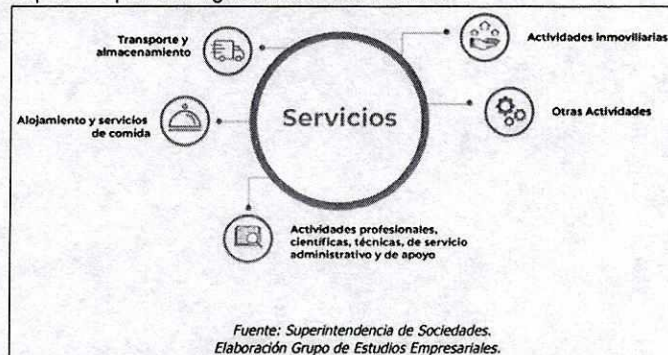 Transporte y
almacenamiento
Actividades inmoviliarias
Alojamiento y servicios
de comida
Servicios
Otras Actividades
Actividades profesionales,
científicas, técnicas, de servicio
administrativo y de apoyo
Fuente: Superintendencia de Sociedades.
Elaboración Grupo de Estudios Empresariales.